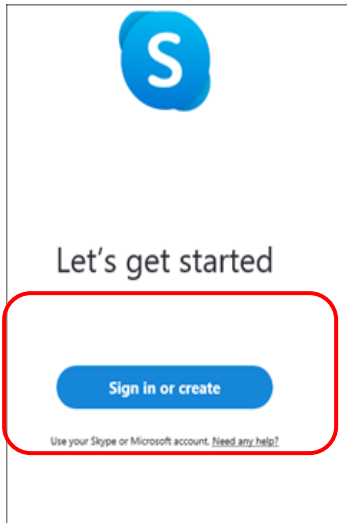 S
Let's get started
Sign in or create
Use your Skype or Microsoft account. Need any help?